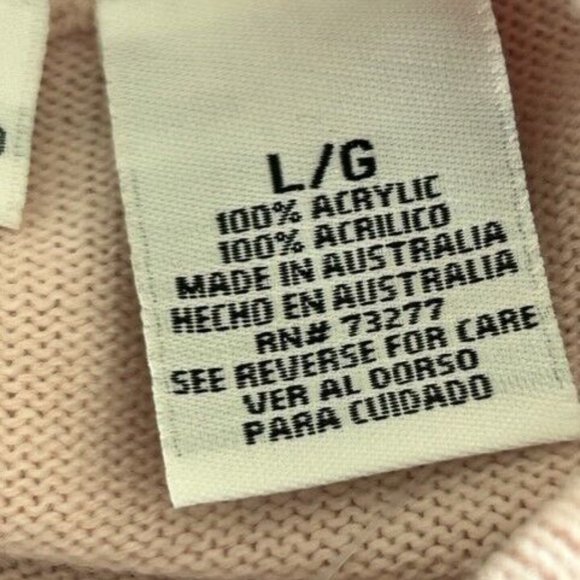 L/G
100% ACRYLIC
100% ACRILICO
MADE IN AUSTRALIA
HECHO EN AUSTRALIA
RN# 73277
SEE REVERSE FOR CARE
VER AL DORSO
PARA CUIDADO